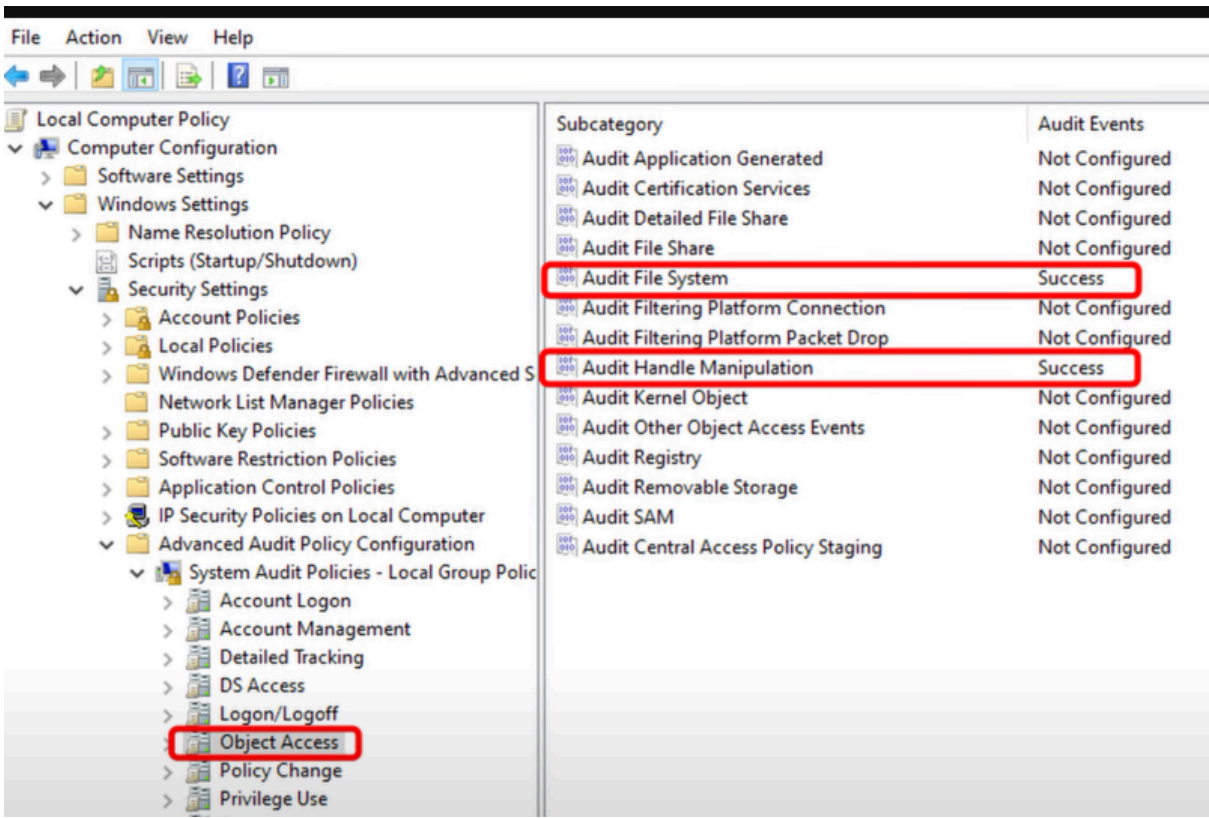 File Action View Help
Local Computer Policy
Computer Configuration
Software Settings
Windows Settings
Name Resolution Policy
Scripts (Startup/Shutdown)
Security Settings
Account Policies
Local Policies
Windows Defender Firewall with Advanced S
Network List Manager Policies
Public Key Policies
Software Restriction Policies
Application Control Policies
IP Security Policies on Local Computer
Advanced Audit Policy Configuration
System Audit Policies - Local Group Polic
Account Logon
Account Management
Detailed Tracking
DS Access
Logon/Logoff
Object Access
Policy Change
Privilege Use
Subcategory Audit Events
Audit Application Generated Not Configured
Audit Certification Services Not Configured
Audit Detailed File Share Not Configured
Audit File Share Not Configured
Audit File System Success
Audit Filtering Platform Connection Not Configured
Audit Filtering Platform Packet Drop Not Configured
Audit Handle Manipulation Success
Audit Kernel Object Not Configured
Audit Other Object Access Events Not Configured
Audit Registry Not Configured
Audit Removable Storage Not Configured
Audit SAM Not Configured
Audit Central Access Policy Staging Not Configured